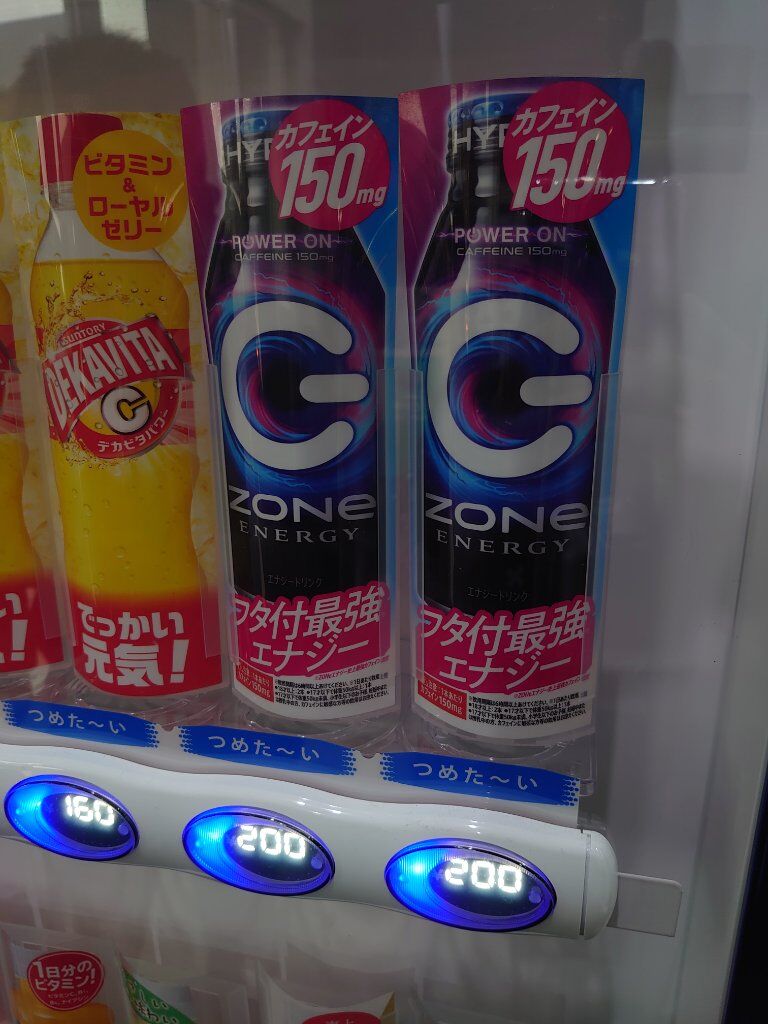 ビタミン
&
ローヤル
ゼリー
SUNTORY
DEKAVITA
C
デカビタパワー
でっかい
元気!
カフェイン
150mg
HYP
POWER ON
CAFFEINE 150mg
ZONe
ENERGY
エナジードリンク
フタ付最強
エナジー
カフェイン
150mg
HYP
POWER ON
CAFFEINE 150mg
ZONe
ENERGY
エナジードリンク
フタ付最強
エナジー
つめた〜い
つめた〜い
つめた〜い
160
200
200
1日分の
ビタミン!